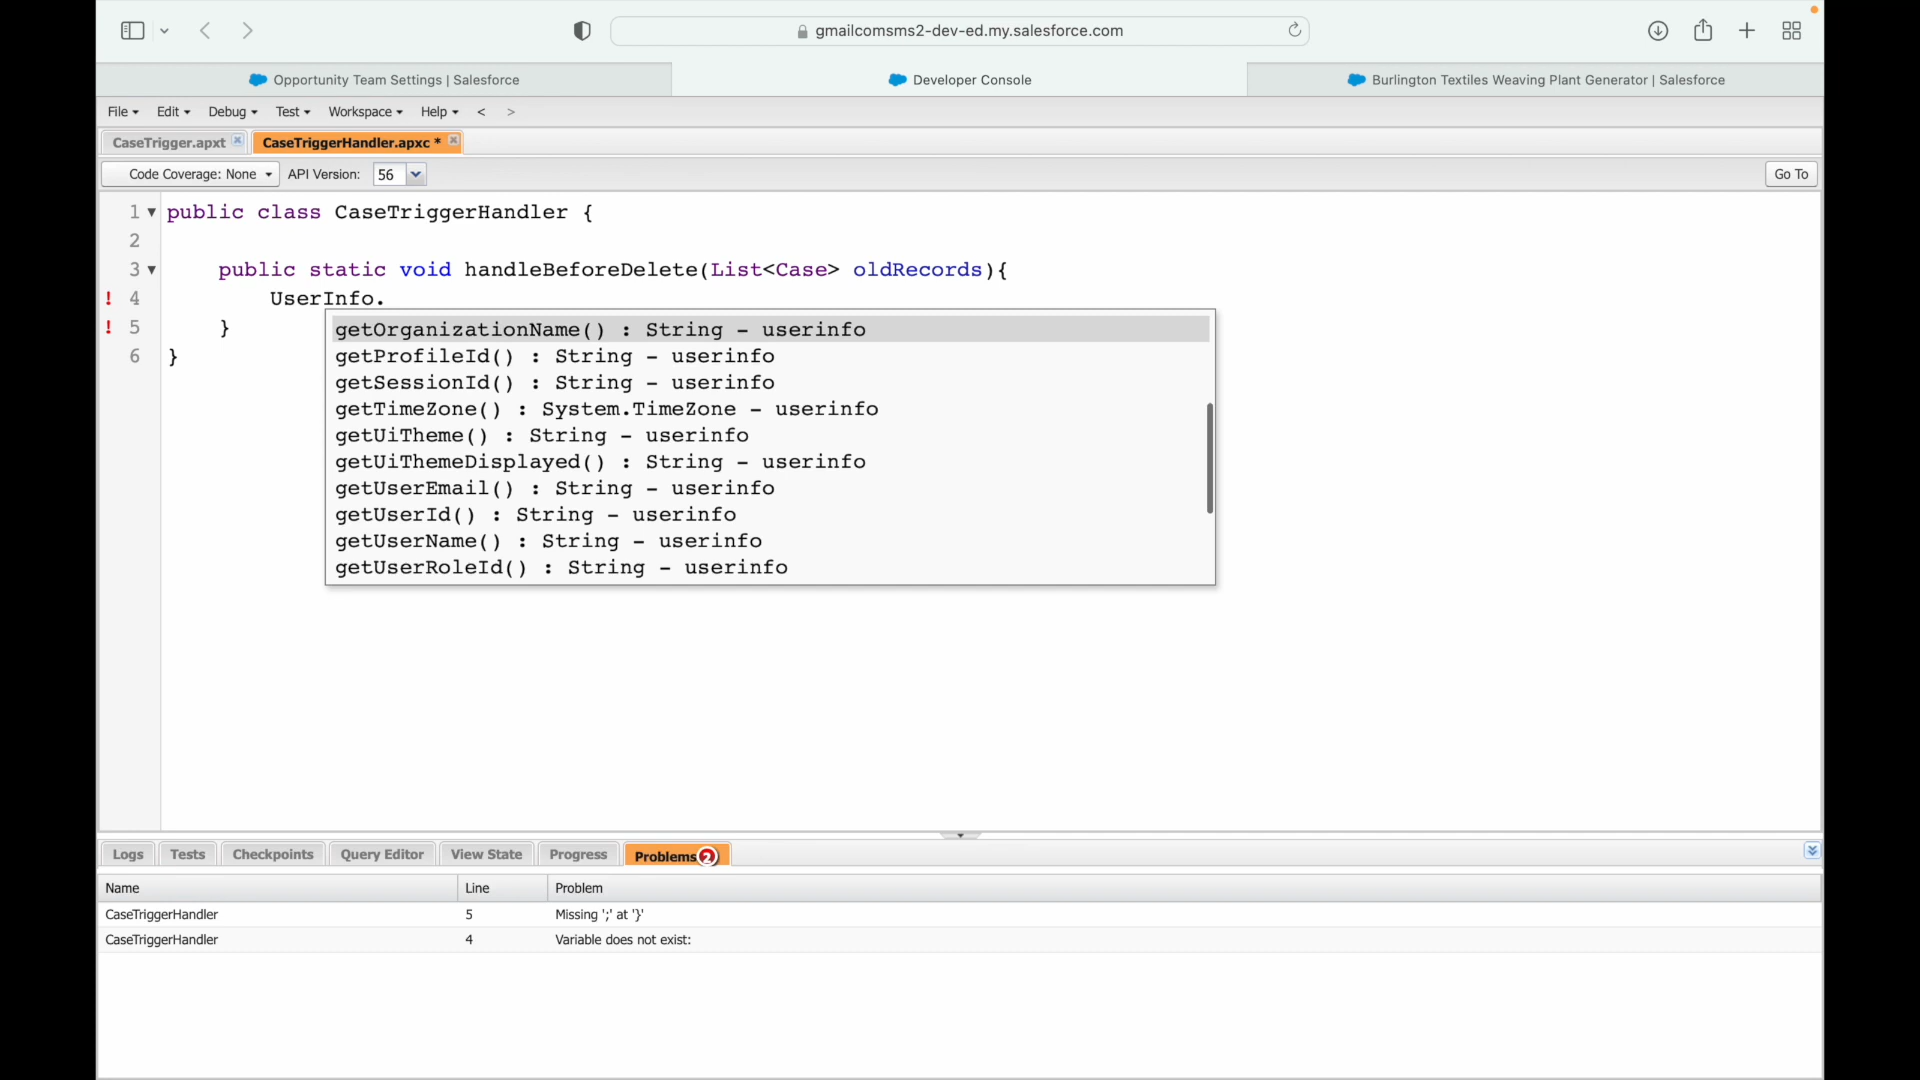 gmailcomsms2-dev-ed.my.salesforce.com
Opportunity Team Settings | Salesforce
Developer Console
Burlington Textiles Weaving Plant Generator | Salesforce
File Edit Debug Test Workspace Help < >
CaseTrigger.apxt CaseTriggerHandler.apxc *
Code Coverage: None API Version: 56 Go To
1 public class CaseTriggerHandler {
2
3 public static void handleBeforeDelete(List<Case> oldRecords){
! 4 UserInfo.
! 5 }
6 }
getOrganizationName() : String – userinfo
getProfileId() : String – userinfo
getSessionId() : String – userinfo
getTimeZone() : System.TimeZone – userinfo
getUiTheme() : String – userinfo
getUiThemeDisplayed() : String – userinfo
getUserEmail() : String – userinfo
getUserId() : String – userinfo
getUserName() : String – userinfo
getUserRoleId() : String – userinfo
Logs Tests Checkpoints Query Editor View State Progress Problems 2
Name Line Problem
CaseTriggerHandler 5 Missing ';' at '}'
CaseTriggerHandler 4 Variable does not exist: